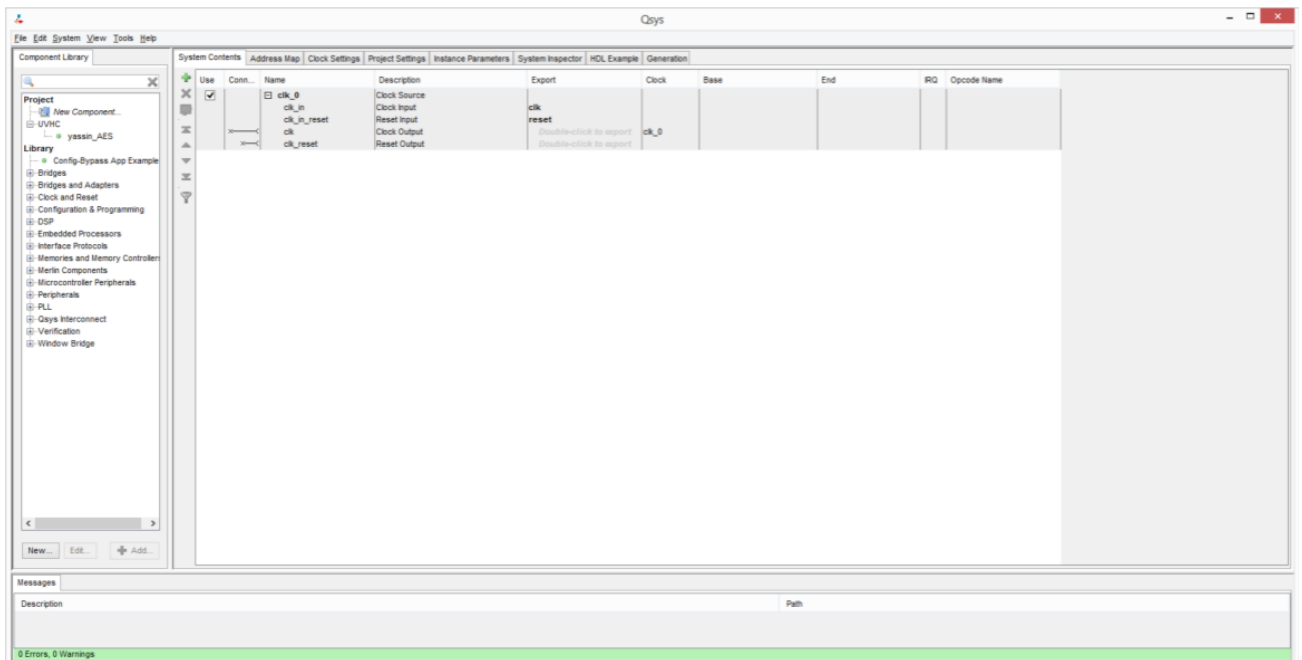 Qsys
File Edit System View Tools Help
Component Library
System Contents Address Map Clock Settings Project Settings Instance Parameters System Inspector HDL Example Generation
Project
New Component...
UVHC
yassin_AES
Library
Config-Bypass App Example
Bridges
Bridges and Adapters
Clock and Reset
Configuration & Programming
DSP
Embedded Processors
Interface Protocols
Memories and Memory Controllers
Merlin Components
Microcontroller Peripherals
Peripherals
PLL
Qsys Interconnect
Verification
Window Bridge
New... Edit... Add...
Use Conn... Name Description Export Clock Base End IRQ Opcode Name
clk_0 Clock Source
clk_in Clock Input clk
clk_in_reset Reset Input reset
clk Clock Output Double-click to export clk_0
clk_reset Reset Output Double-click to export
Messages
Description Path
0 Errors, 0 Warnings